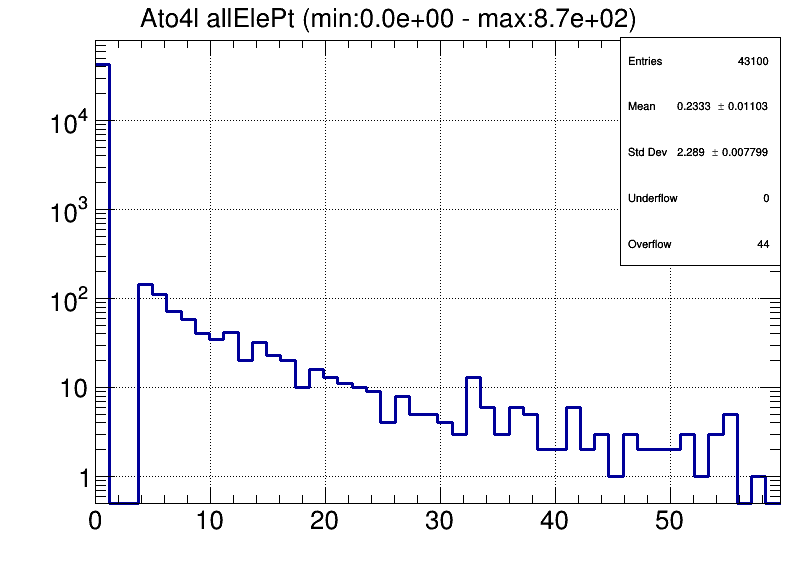 Ato4l allElePt (min:0.0e+00 - max:8.7e+02)
Entries 43100
Mean 0.2333 ± 0.01103
Std Dev 2.289 ± 0.007799
Underflow 0
Overflow 44
10^4
10^3
10^2
10
1
0 10 20 30 40 50